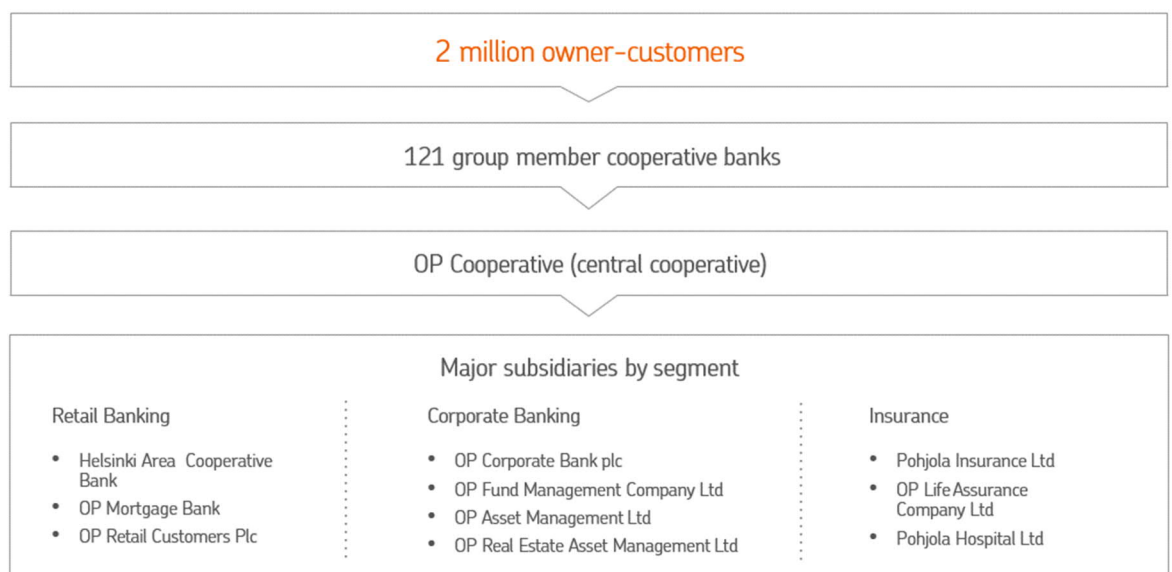 2 million owner-customers
121 group member cooperative banks
OP Cooperative (central cooperative)
Major subsidiaries by segment
Retail Banking
• Helsinki Area Cooperative
Bank
• OP Mortgage Bank
• OP Retail Customers Plc
Corporate Banking
• OP Corporate Bank plc
• OP Fund Management Company Ltd
• OP Asset Management Ltd
• OP Real Estate Asset Management Ltd
Insurance
• Pohjola Insurance Ltd
• OP Life Assurance
Company Ltd
• Pohjola Hospital Ltd